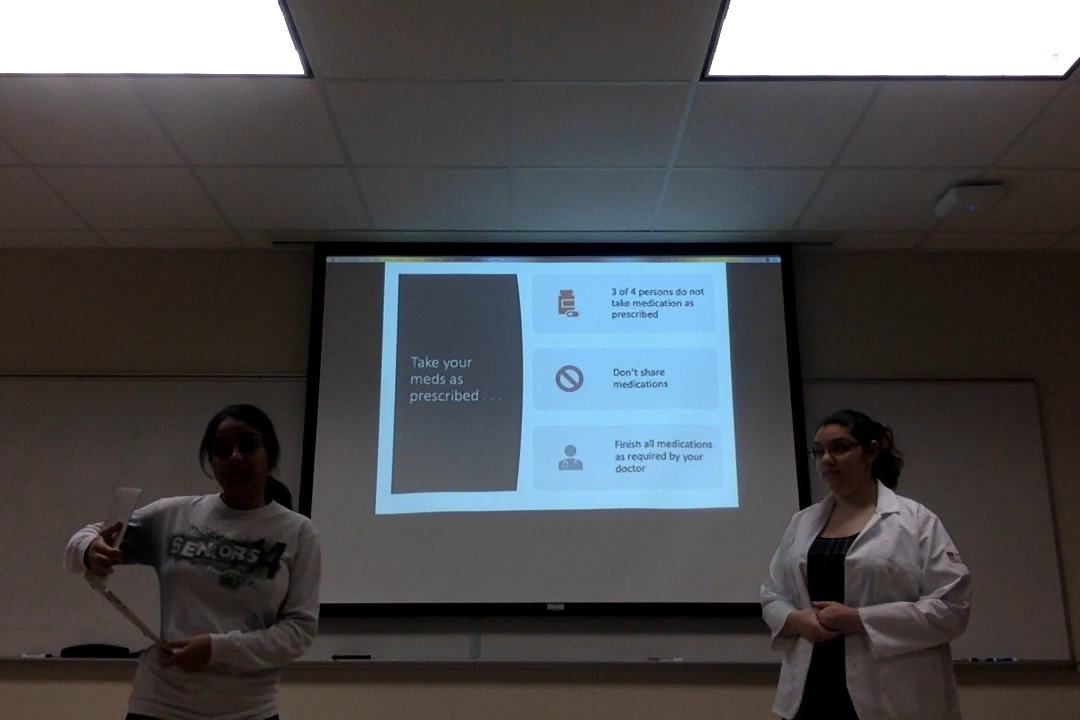 Take your
meds as
prescribed . . .
3 of 4 persons do not
take medication as
prescribed
Don't share
medications
Finish all medications
as required by your
doctor
SENIORS 14